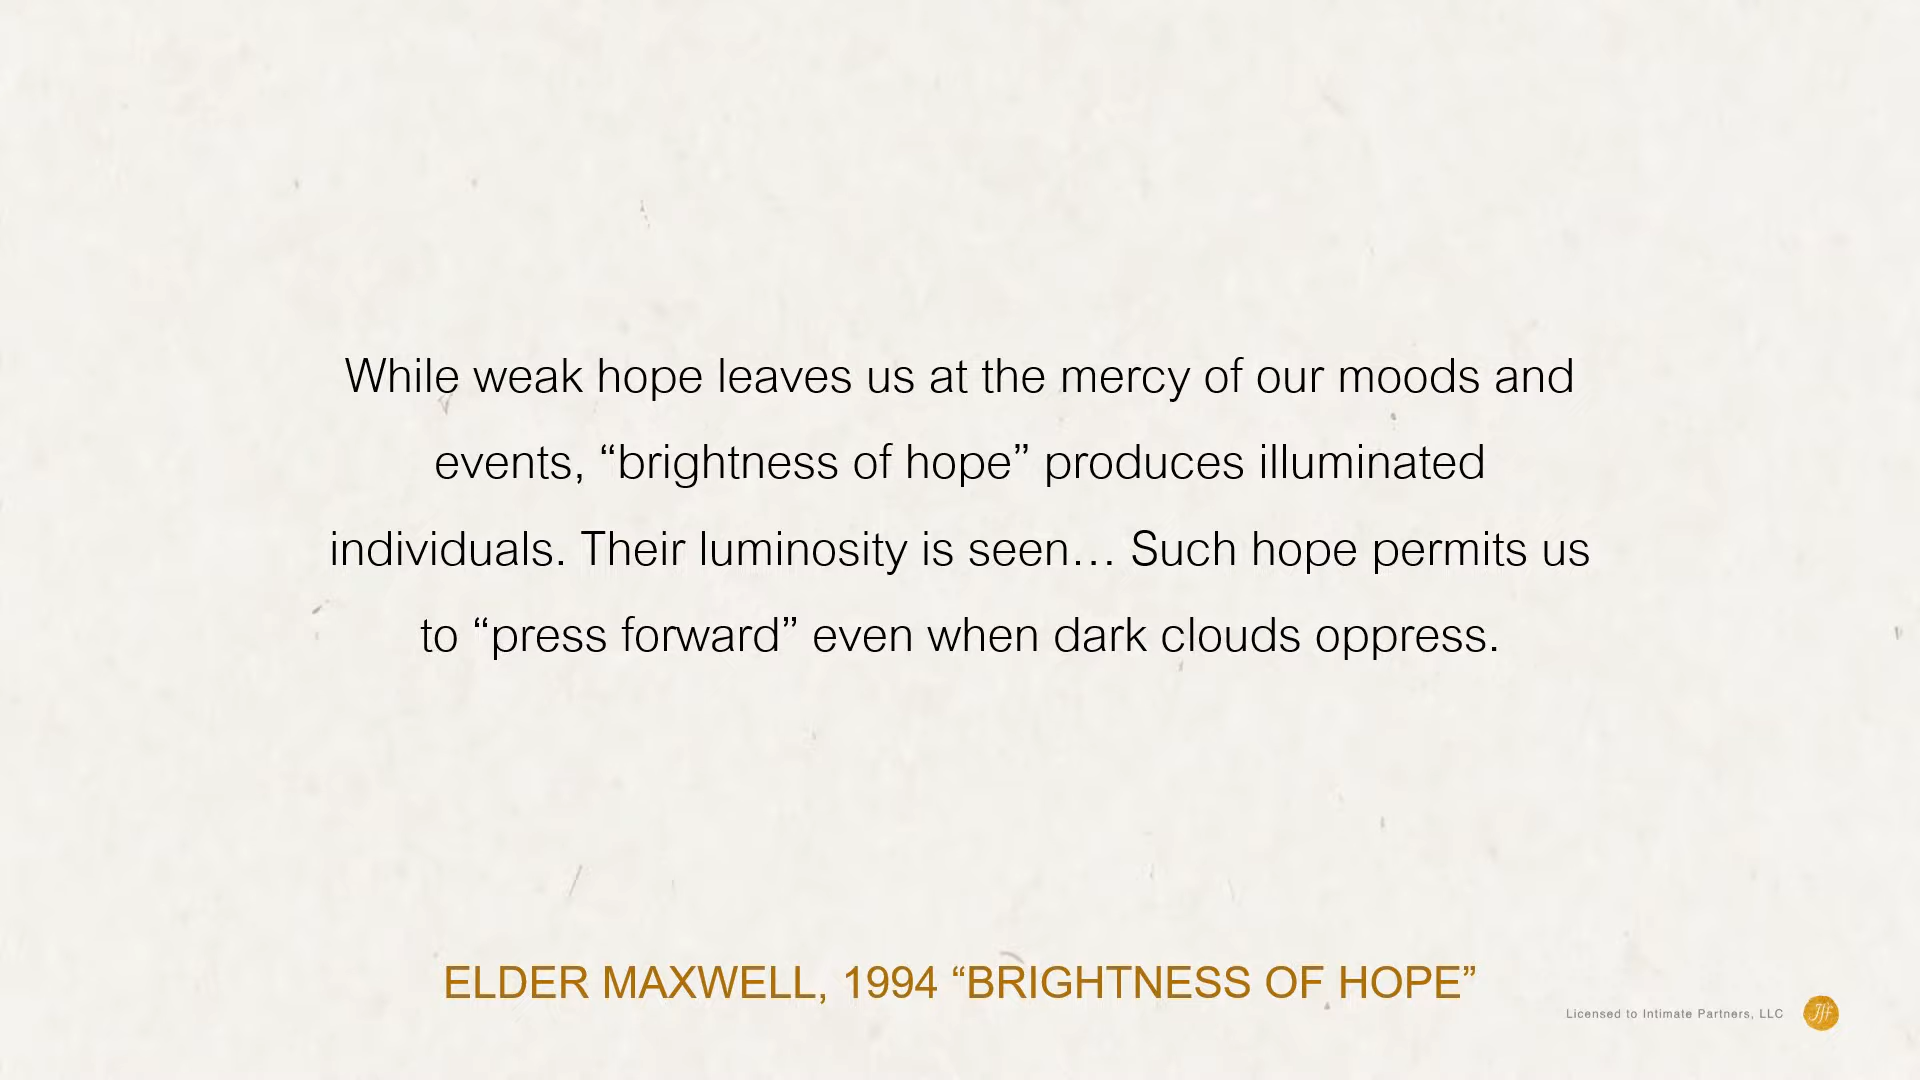 While weak hope leaves us at the mercy of our moods and
events, “brightness of hope” produces illuminated
individuals. Their luminosity is seen… Such hope permits us
to “press forward” even when dark clouds oppress.
ELDER MAXWELL, 1994 “BRIGHTNESS OF HOPE”
Licensed to Intimate Partners, LLC